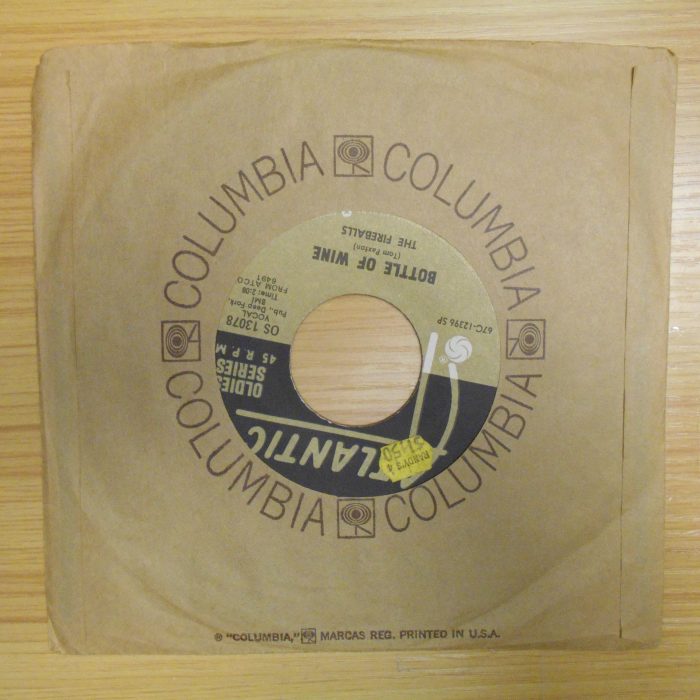 COLUMBIA COLUMBIA
COLUMBIA COLUMBIA
ATLANTIC
OLDIES
SERIES
45 R.P.M
OS 13078
VOCAL
Pub., Deep Fork,
BMI
Time: 2:08
FROM ATCO
6491
67C-12396 SP
BOTTLE OF WINE
(Tom Paxton)
THE FIREBALLS
$1.50
® "COLUMBIA," MARCAS REG. PRINTED IN U.S.A.